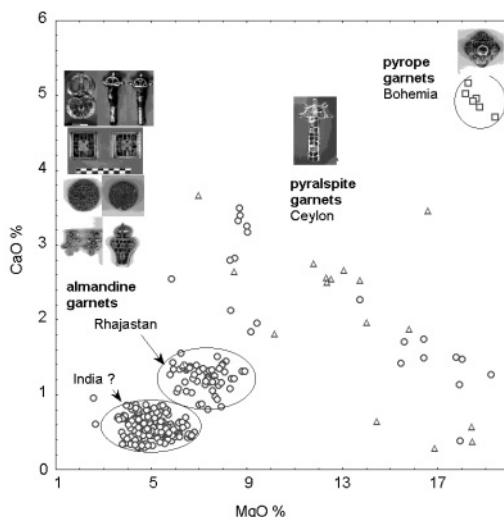 6
5
4
3
2
1
0
CaO %
1
5
9
13
17
MgO %
pyrope
garnets
Bohemia
pyralspite
garnets
Ceylon
almandine
garnets
Rhajastan
India ?